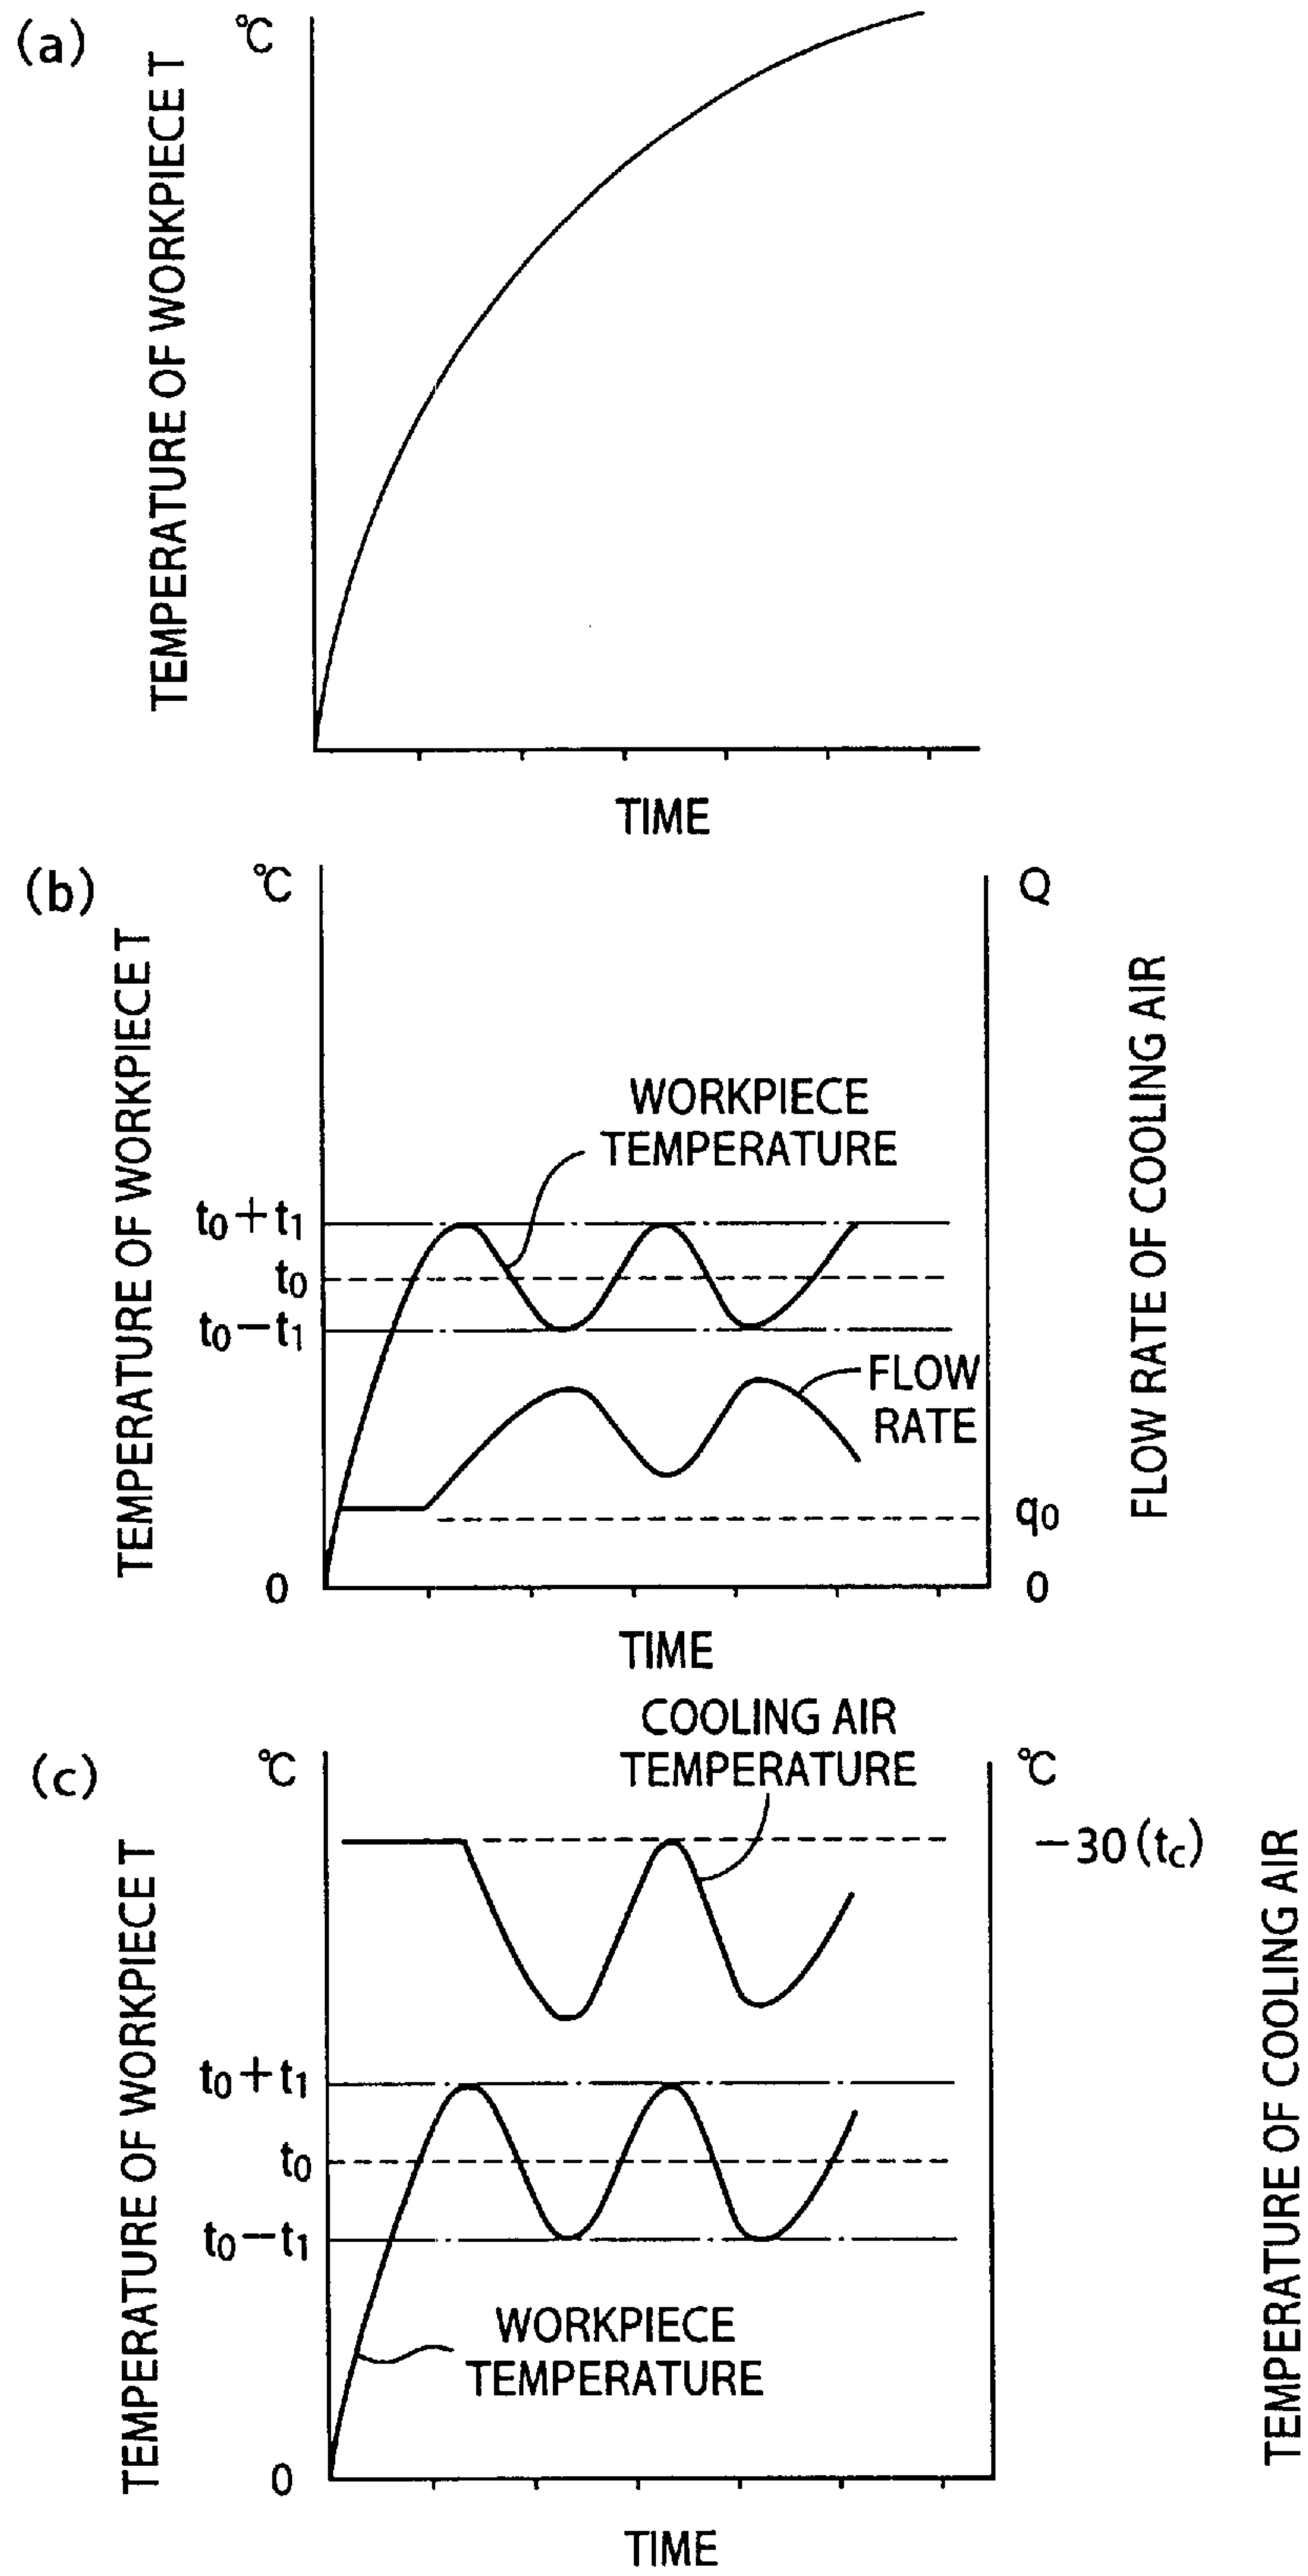 (a)
℃
TEMPERATURE OF WORKPIECE T
TIME
(b)
℃
Q
TEMPERATURE OF WORKPIECE T
FLOW RATE OF COOLING AIR
WORKPIECE
TEMPERATURE
t0+t1
t0
t0−t1
FLOW
RATE
q0
0
0
TIME
(c)
℃
COOLING AIR
TEMPERATURE
℃
−30(tc)
TEMPERATURE OF WORKPIECE T
TEMPERATURE OF COOLING AIR
t0+t1
t0
t0−t1
WORKPIECE
TEMPERATURE
0
TIME